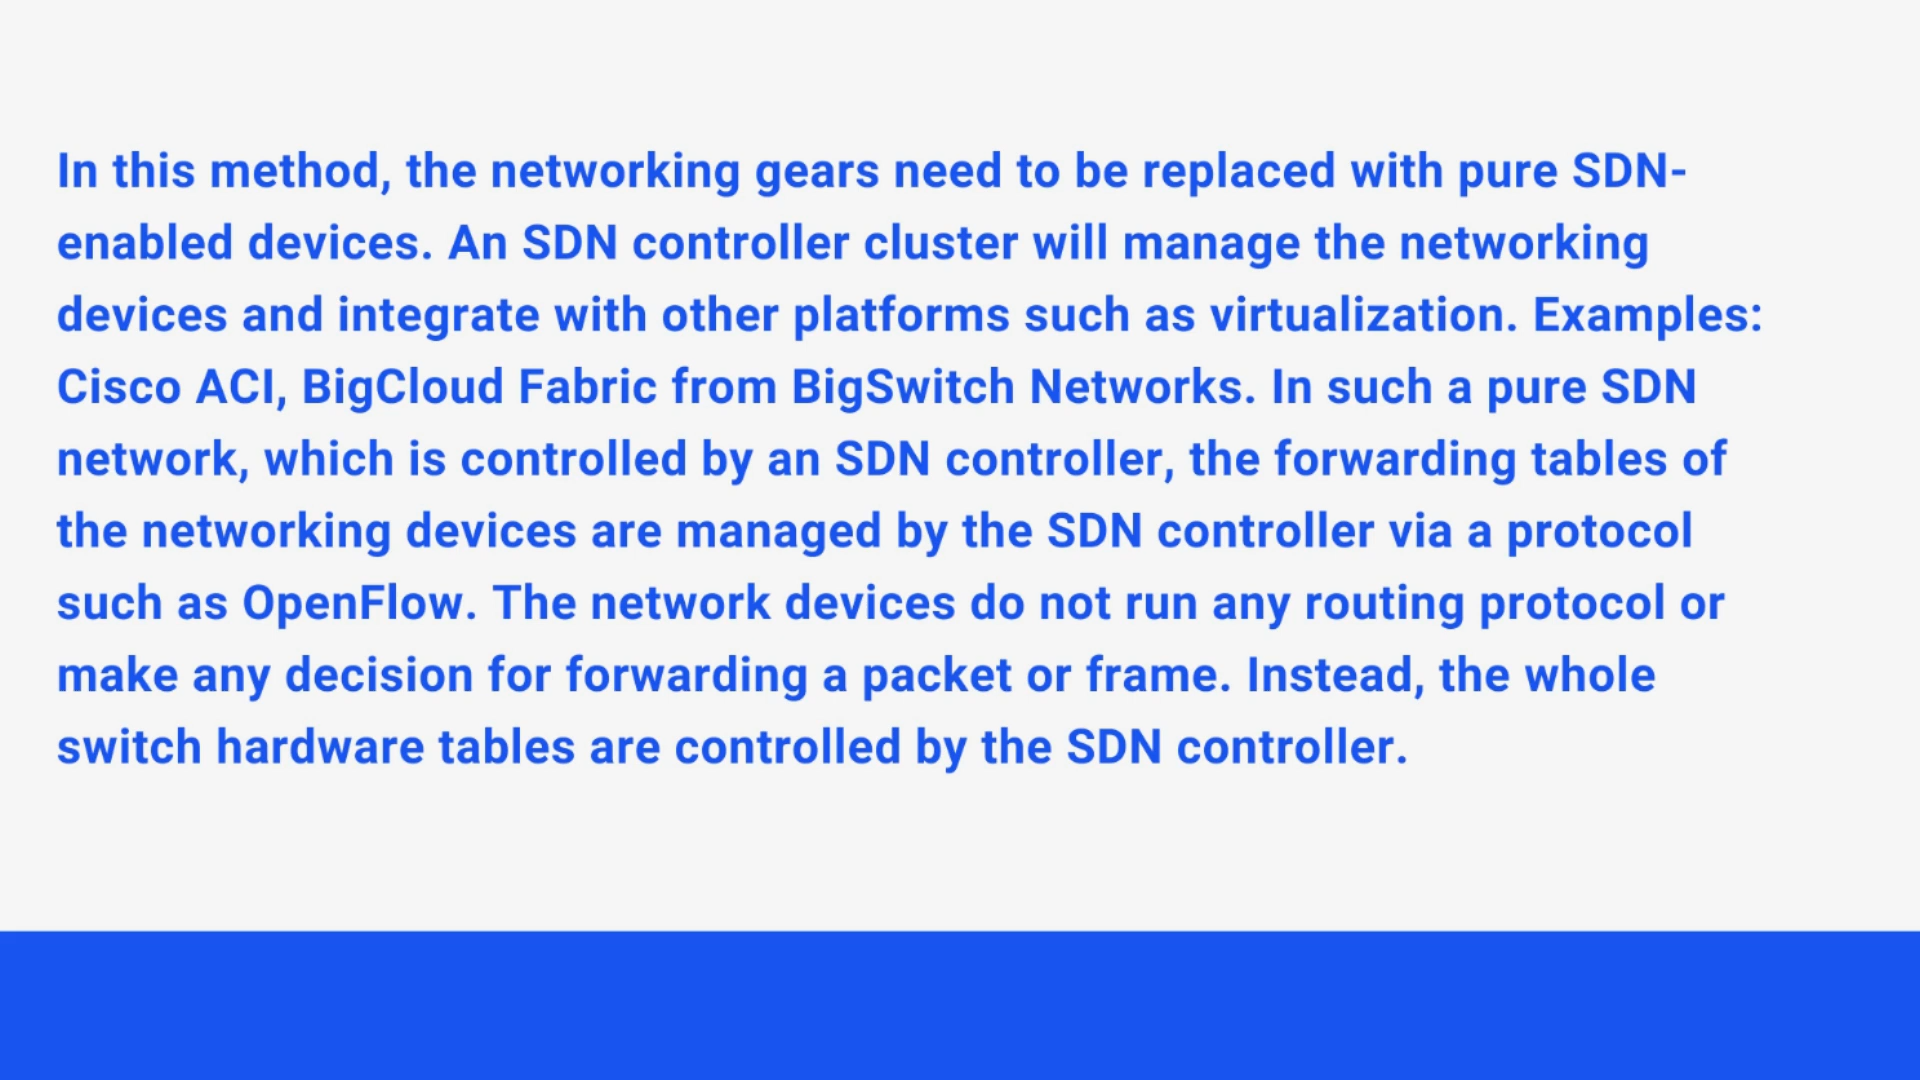 In this method, the networking gears need to be replaced with pure SDN-
enabled devices. An SDN controller cluster will manage the networking
devices and integrate with other platforms such as virtualization. Examples:
Cisco ACI, BigCloud Fabric from BigSwitch Networks. In such a pure SDN
network, which is controlled by an SDN controller, the forwarding tables of
the networking devices are managed by the SDN controller via a protocol
such as OpenFlow. The network devices do not run any routing protocol or
make any decision for forwarding a packet or frame. Instead, the whole
switch hardware tables are controlled by the SDN controller.